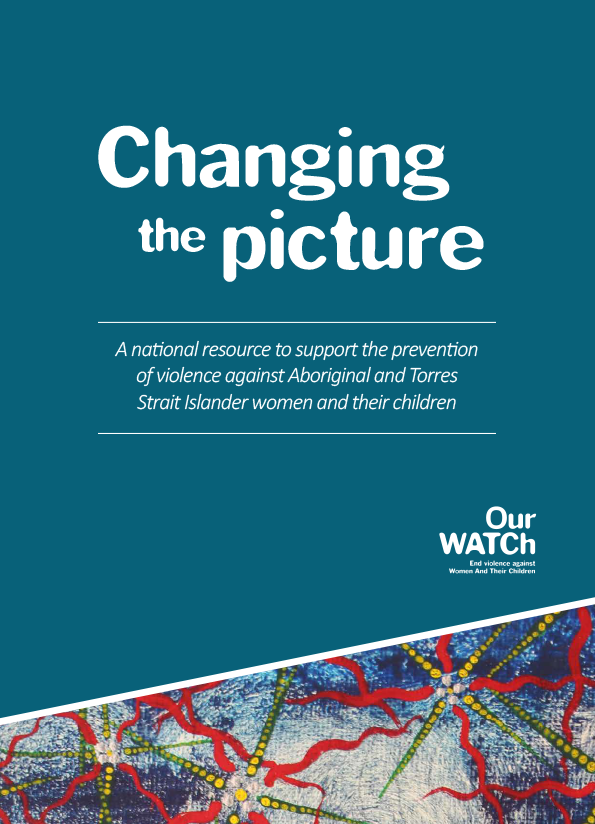 Changing
the picture
A national resource to support the prevention
of violence against Aboriginal and Torres
Strait Islander women and their children
Our
WATCh
End violence against
Women And Their Children